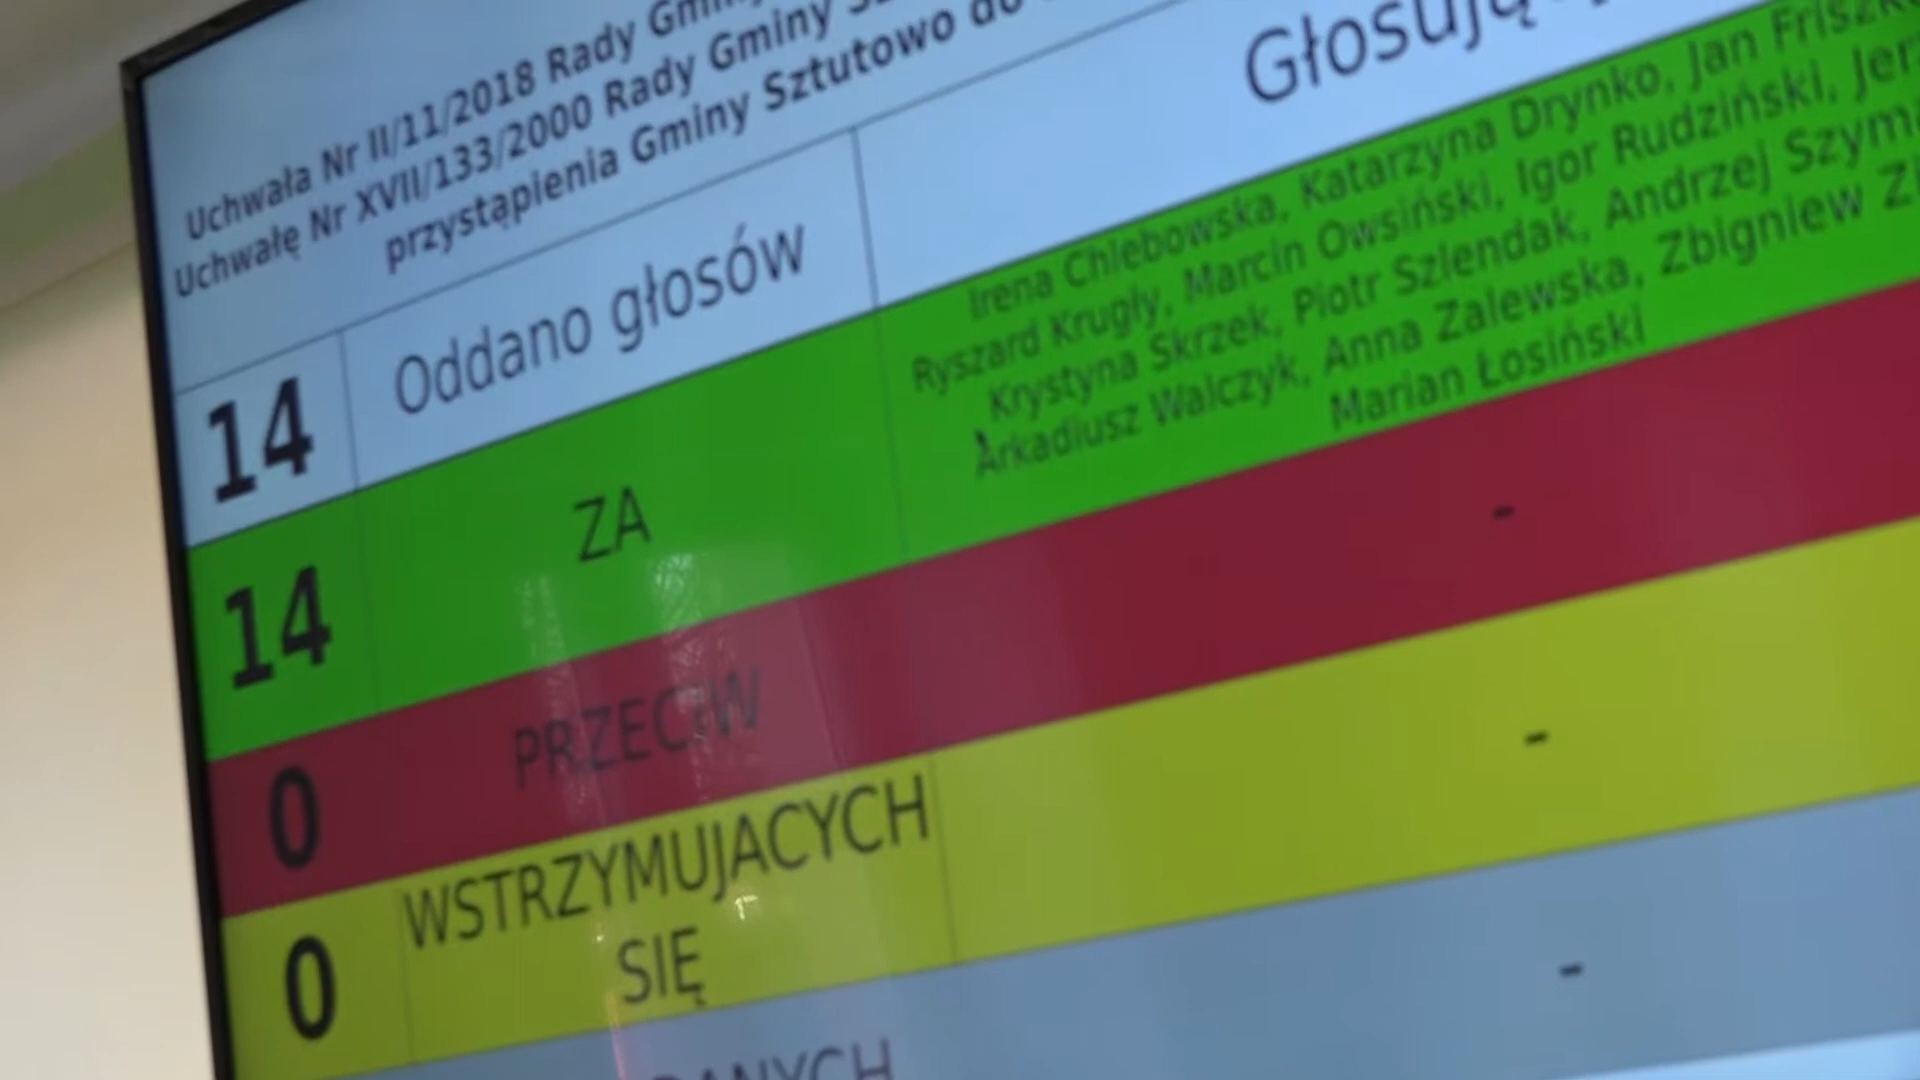 Uchwała Nr II/11/2018 Rady Gminy
Uchwałę Nr XVII/133/2000 Rady Gminy
przystąpienia Gminy Sztutowo do
14 Oddano głosów
14 ZA
Irena Chlebowska, Katarzyna Drynko, Jan
Ryszard Krugly, Marcin Owsiński, Igor Rudziński,
Krystyna Skrzek, Piotr Szlendak, Andrzej
Arkadiusz Walczyk, Anna Zalewska, Zbigniew
Marian Łosiński
0 PRZECIW -
0 WSTRZYMUJACYCH
SIĘ -
-